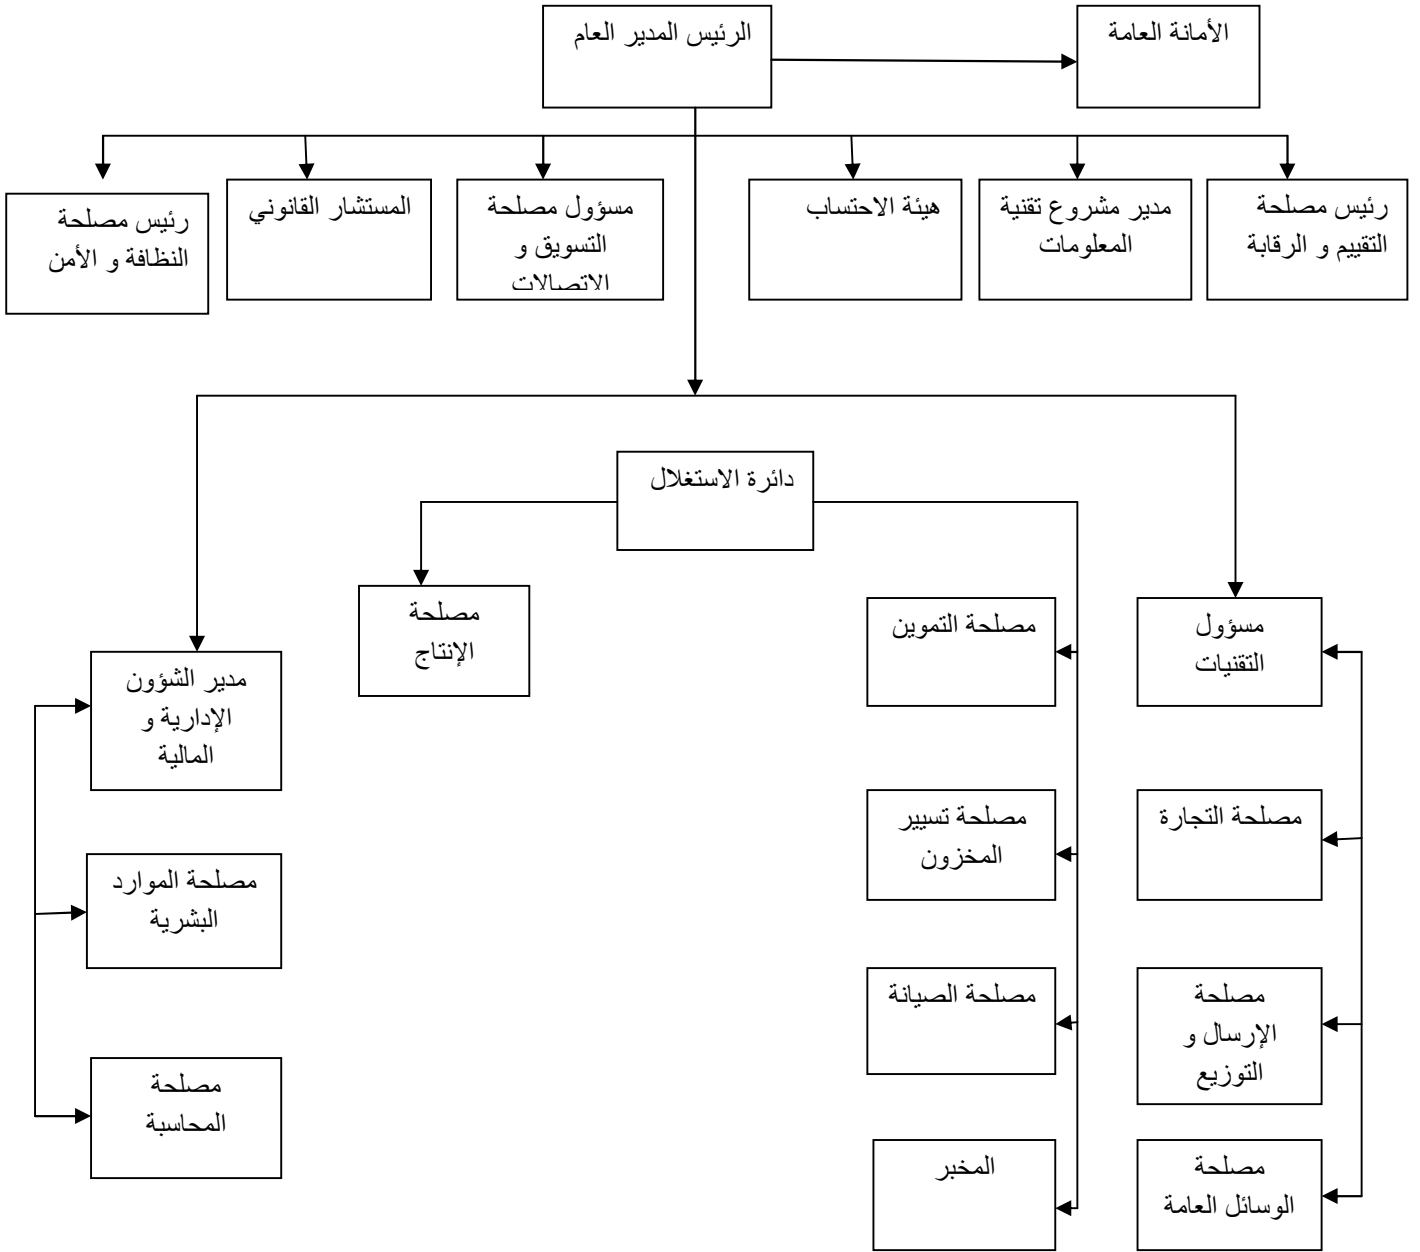 الرئيس المدير العام
الأمانة العامة
رئيس مصلحة
التقييم و الرقابة
مدير مشروع تقنية
المعلومات
هيئة الاحتساب
مسؤول مصلحة
التسويق و
الاتصالات
المستشار القانوني
رئيس مصلحة
النظافة و الأمن
دائرة الاستغلال
مسؤول
التقنيات
مصلحة التجارة
مصلحة
الإرسال و
التوزيع
مصلحة
الوسائل العامة
مصلحة التموين
مصلحة تسيير
المخزون
مصلحة الصيانة
المخبر
مصلحة
الإنتاج
مدير الشؤون
الإدارية و
المالية
مصلحة الموارد
البشرية
مصلحة
المحاسبة